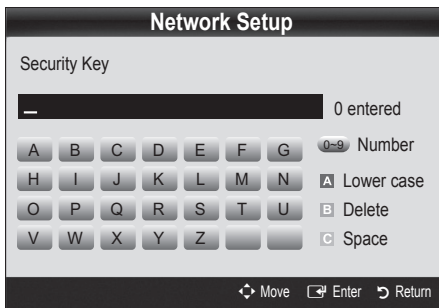 Network Setup
Security Key
_ 0 entered
A B C D E F G 0~9 Number
H I J K L M N A Lower case
O P Q R S T U B Delete
V W X Y Z C Space
Move Enter Return